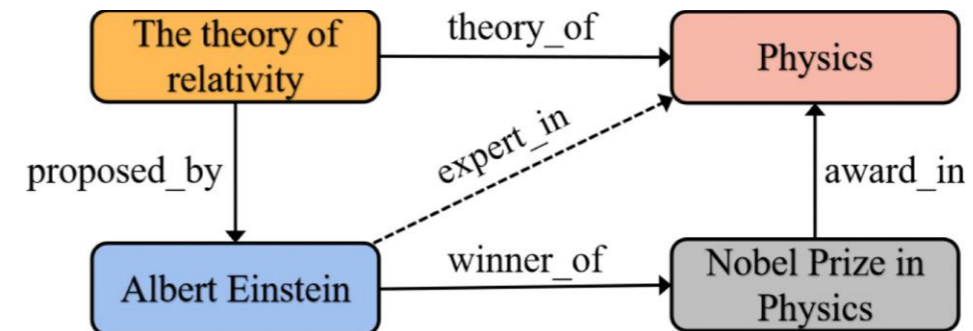 The theory of
relativity
theory_of
Physics
proposed_by
expert_in
award_in
Albert Einstein
winner_of
Nobel Prize in
Physics